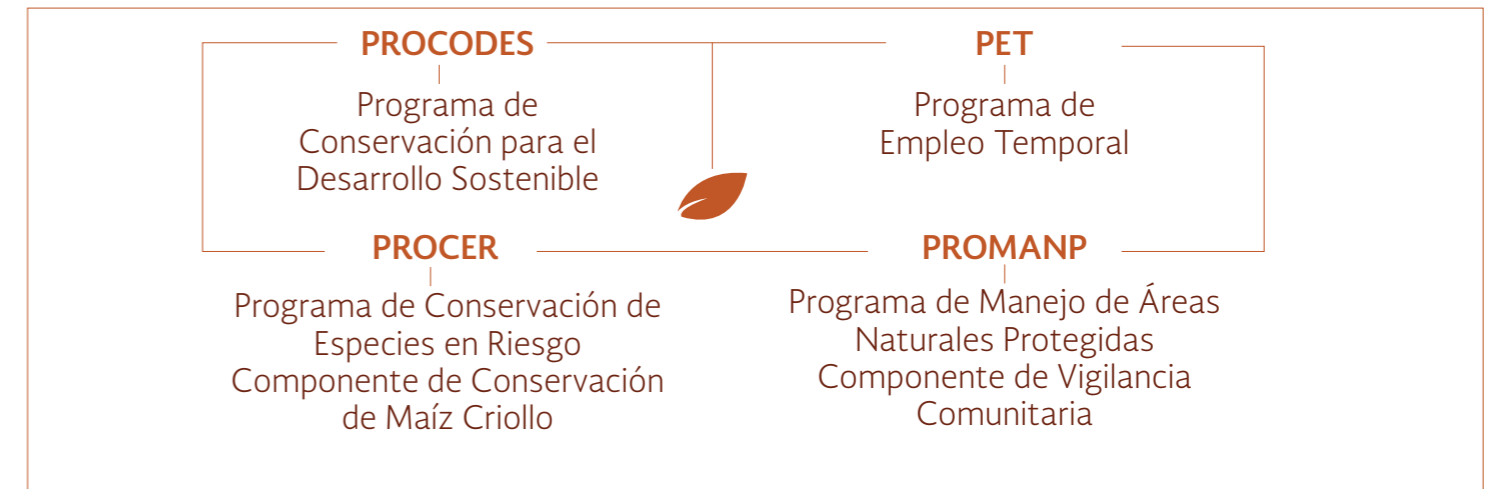 PROCODES
Programa de
Conservación para el
Desarrollo Sostenible
PET
Programa de
Empleo Temporal
PROCER
Programa de Conservación de
Especies en Riesgo
Componente de Conservación
de Maíz Criollo
PROMANP
Programa de Manejo de Áreas
Naturales Protegidas
Componente de Vigilancia
Comunitaria